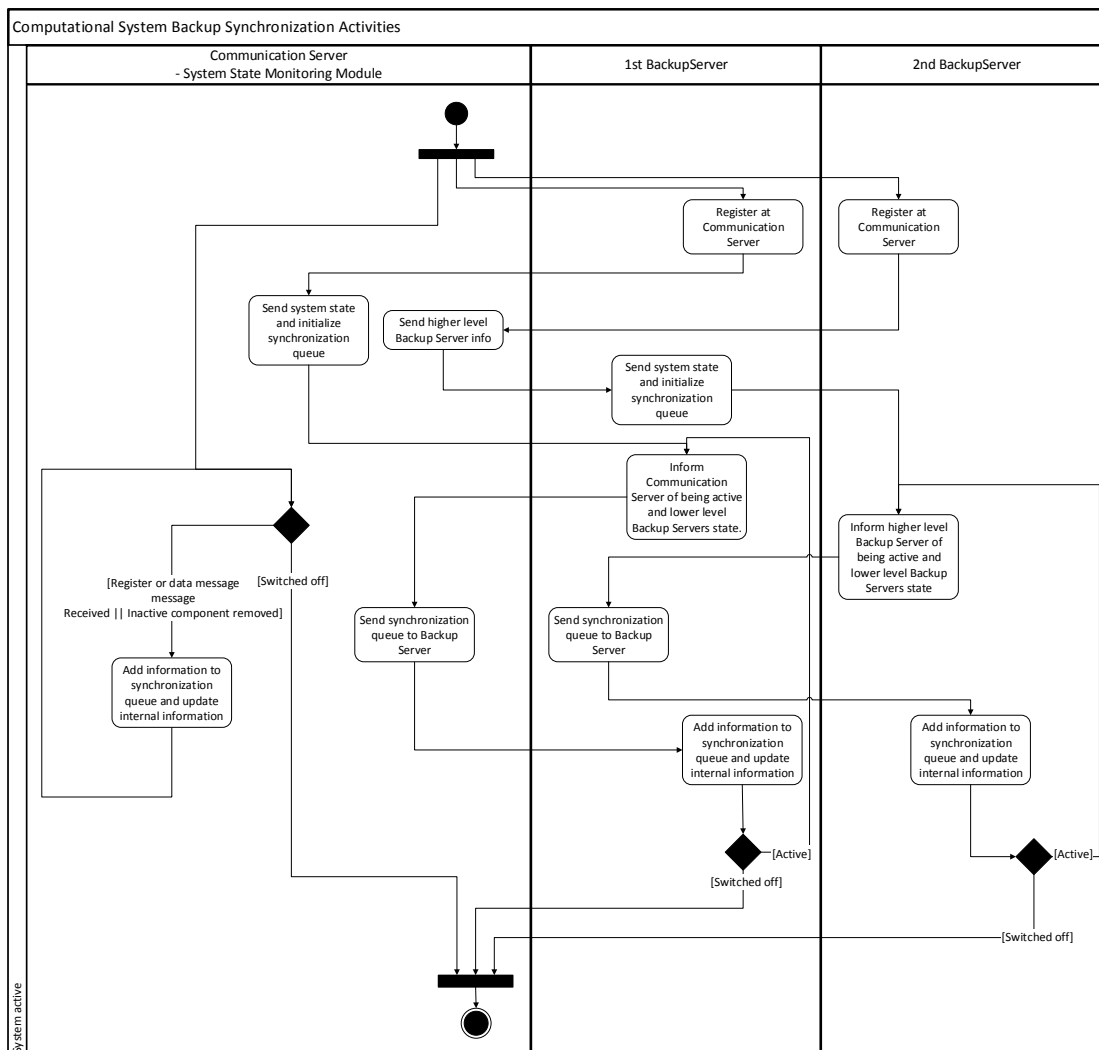 Computational System Backup Synchronization Activities
Communication Server
- System State Monitoring Module
1st BackupServer
2nd BackupServer
Register at
Communication
Server
Register at
Communication
Server
Send system state
and initialize
synchronization
queue
Send higher level
Backup Server info
Send system state
and initialize
synchronization
queue
Inform
Communication
Server of being active
and lower level
Backup Servers state.
Inform higher level
Backup Server of
being active and
lower level Backup
Servers state
[Register or data message
message
Received || Inactive component removed]
[Switched off]
Send synchronization
queue to Backup
Server
Send synchronization
queue to Backup
Server
Add information to
synchronization
queue and update
internal information
Add information to
synchronization
queue and update
internal information
Add information to
synchronization
queue and update
internal information
[Active]
[Switched off]
[Active]
[Switched off]
System active